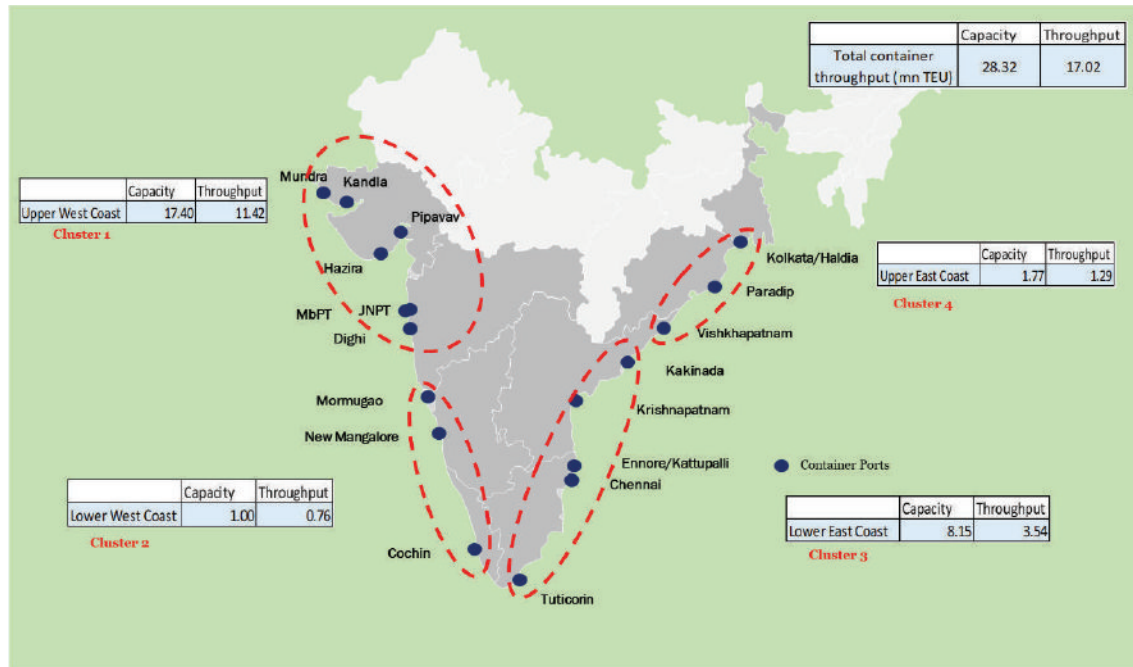 Capacity Throughput
Total container
throughput (mn TEU) 28.32 17.02
Mundra
Kandla
Capacity Throughput
Upper West Coast 17.40 11.42
Cluster 1
Pipavav
Hazira
MbPT
JNPT
Dighi
Kolkata/Haldia
Capacity Throughput
Upper East Coast 1.77 1.29
Cluster 4
Paradip
Vishkhapatnam
Kakinada
Mormugao
Krishnapatnam
New Mangalore
Ennore/Kattupalli
Container Ports
Chennai
Capacity Throughput
Lower West Coast 1.00 0.76
Cluster 2
Capacity Throughput
Lower East Coast 8.15 3.54
Cluster 3
Cochin
Tuticorin